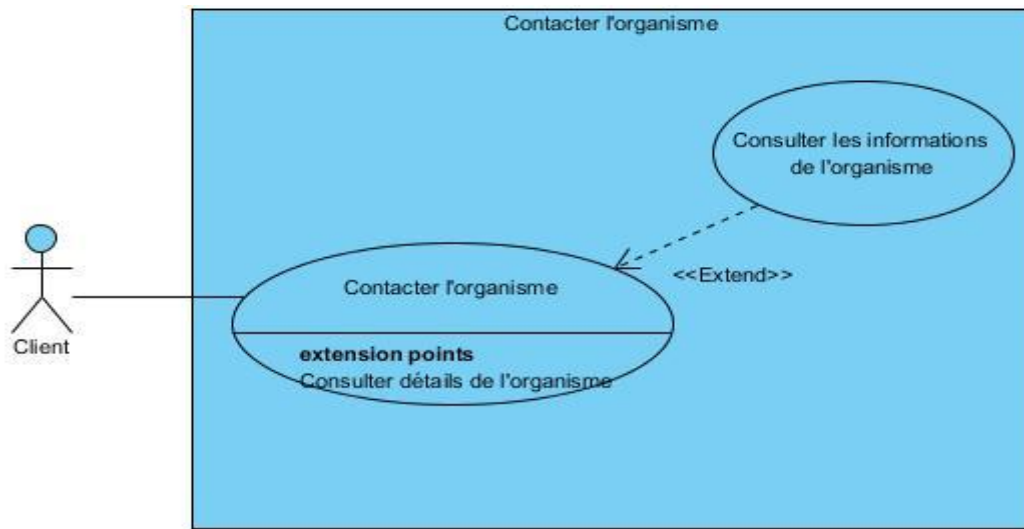 Contacter l'organisme
Consulter les informations
de l'organisme
<<Extend>>
Contacter l'organisme
extension points
Consulter détails de l'organisme
Client